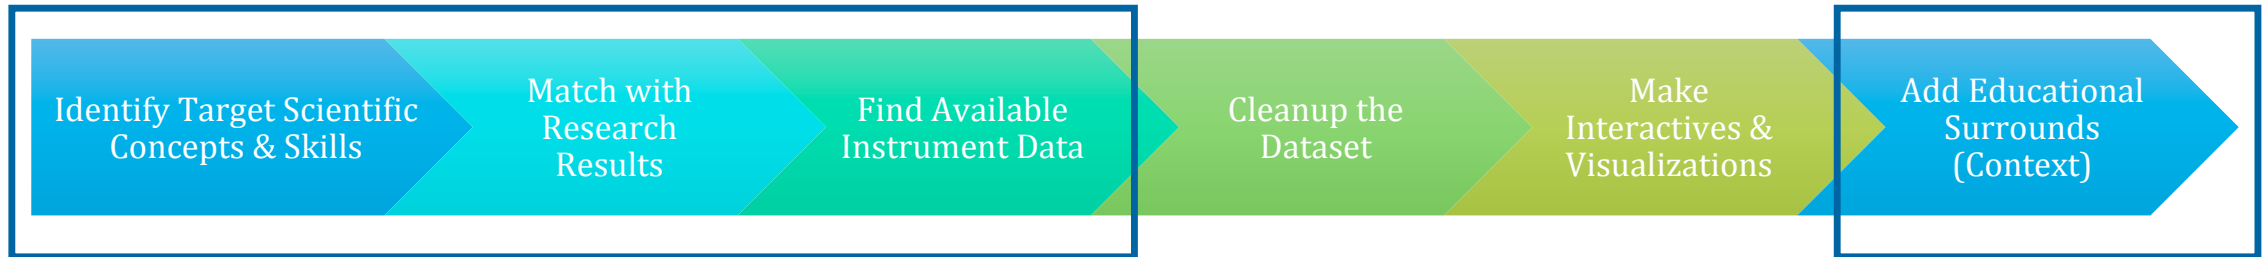 Identify Target Scientific
Concepts & Skills
Match with
Research
Results
Find Available
Instrument Data
Cleanup the
Dataset
Make
Interactives &
Visualizations
Add Educational
Surrounds
(Context)